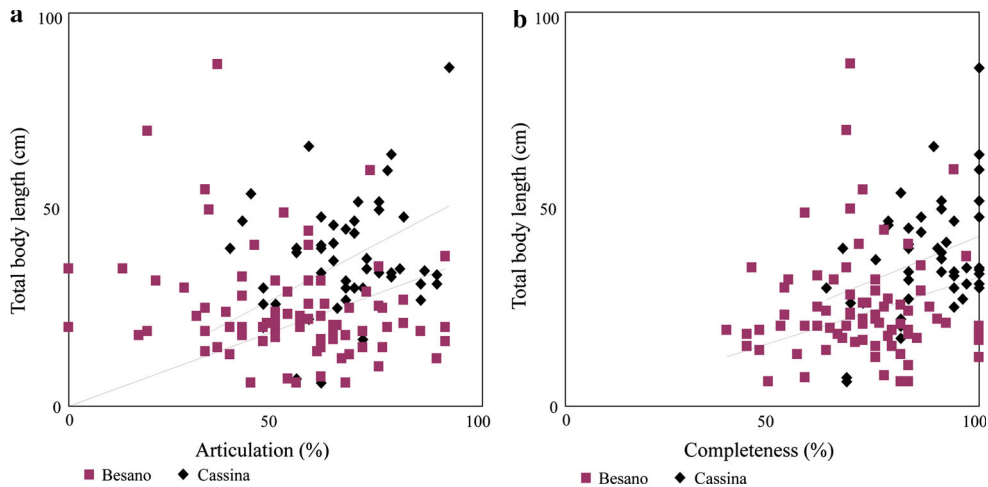 a
100
50
0
Total body length (cm)
0 50 100
Articulation (%)
Besano Cassina
b
100
50
0
Total body length (cm)
0 50 100
Completeness (%)
Besano Cassina